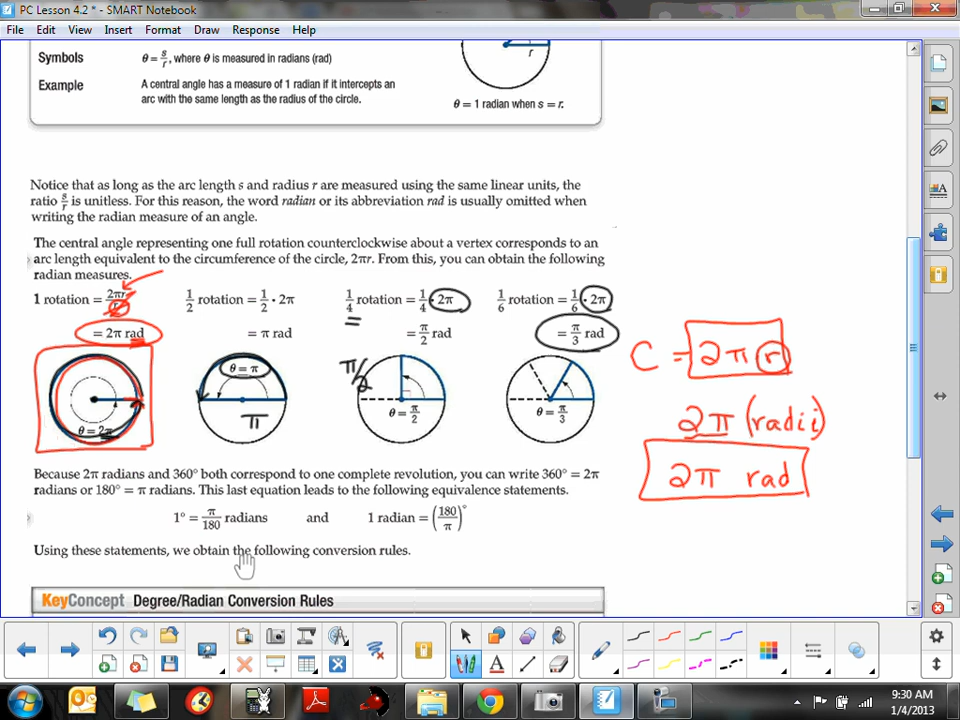 PC Lesson 4.2 * - SMART Notebook
File Edit View Insert Format Draw Response Help
Symbols θ = s/r, where θ is measured in radians (rad)
Example A central angle has a measure of 1 radian if it intercepts an
arc with the same length as the radius of the circle.
r
θ = 1 radian when s = r.
Notice that as long as the arc length s and radius r are measured using the same linear units, the
ratio s/r is unitless. For this reason, the word radian or its abbreviation rad is usually omitted when
writing the radian measure of an angle.
The central angle representing one full rotation counterclockwise about a vertex corresponds to an
arc length equivalent to the circumference of the circle, 2πr. From this, you can obtain the following
radian measures.
1 rotation = 2πr/r 1/2 rotation = 1/2 · 2π 1/4 rotation = 1/4 · 2π 1/6 rotation = 1/6 · 2π
= 2π rad = π rad = π/2 rad = π/3 rad
θ = 2π θ = π π π/2 θ = π/2 θ = π/3
C = 2πr
2π (radii)
2π rad
Because 2π radians and 360° both correspond to one complete revolution, you can write 360° = 2π
radians or 180° = π radians. This last equation leads to the following equivalence statements.
1° = π/180 radians and 1 radian = (180/π)°
Using these statements, we obtain the following conversion rules.
KeyConcept Degree/Radian Conversion Rules
9:30 AM
1/4/2013